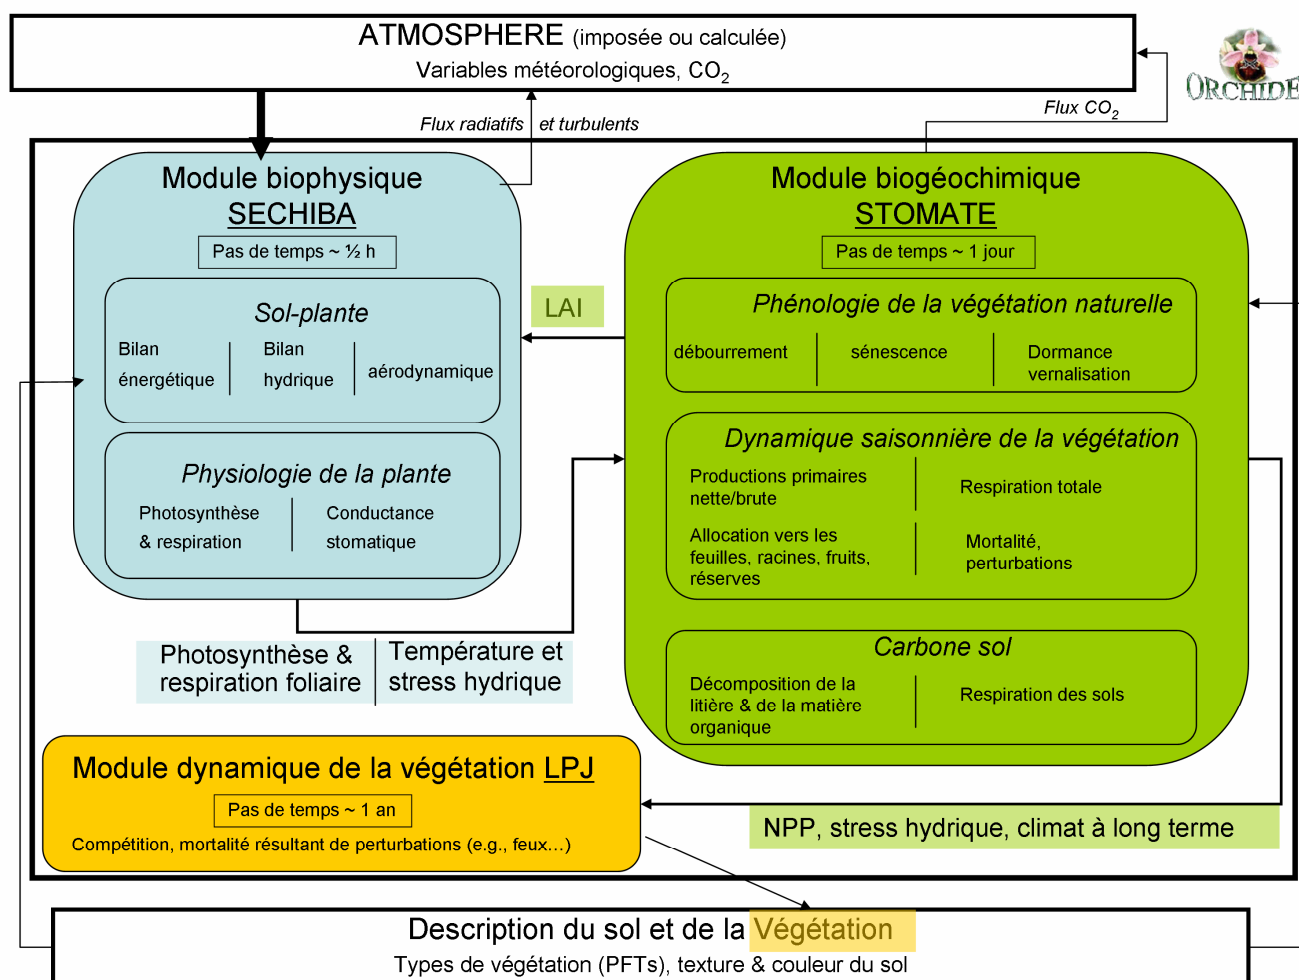 ATMOSPHERE (imposée ou calculée)
Variables météorologiques, CO2
ORCHIDE
Flux CO2
Flux radiatifs et turbulents
Module biophysique
SECHIBA
Pas de temps ~ ½ h
Sol-plante
Bilan
énergétique
Bilan
hydrique
aérodynamique
Physiologie de la plante
Photosynthèse
& respiration
Conductance
stomatique
LAI
Module biogéochimique
STOMATE
Pas de temps ~ 1 jour
Phénologie de la végétation naturelle
débourrement
sénescence
Dormance
vernalisation
Dynamique saisonnière de la végétation
Productions primaires
nette/brute
Respiration totale
Allocation vers les
feuilles, racines, fruits,
réserves
Mortalité,
perturbations
Carbone sol
Décomposition de la
litière & de la matière
organique
Respiration des sols
Photosynthèse &
respiration foliaire
Température et
stress hydrique
Module dynamique de la végétation LPJ
Pas de temps ~ 1 an
Compétition, mortalité résultant de perturbations (e.g., feux…)
NPP, stress hydrique, climat à long terme
Description du sol et de la Végétation
Types de végétation (PFTs), texture & couleur du sol